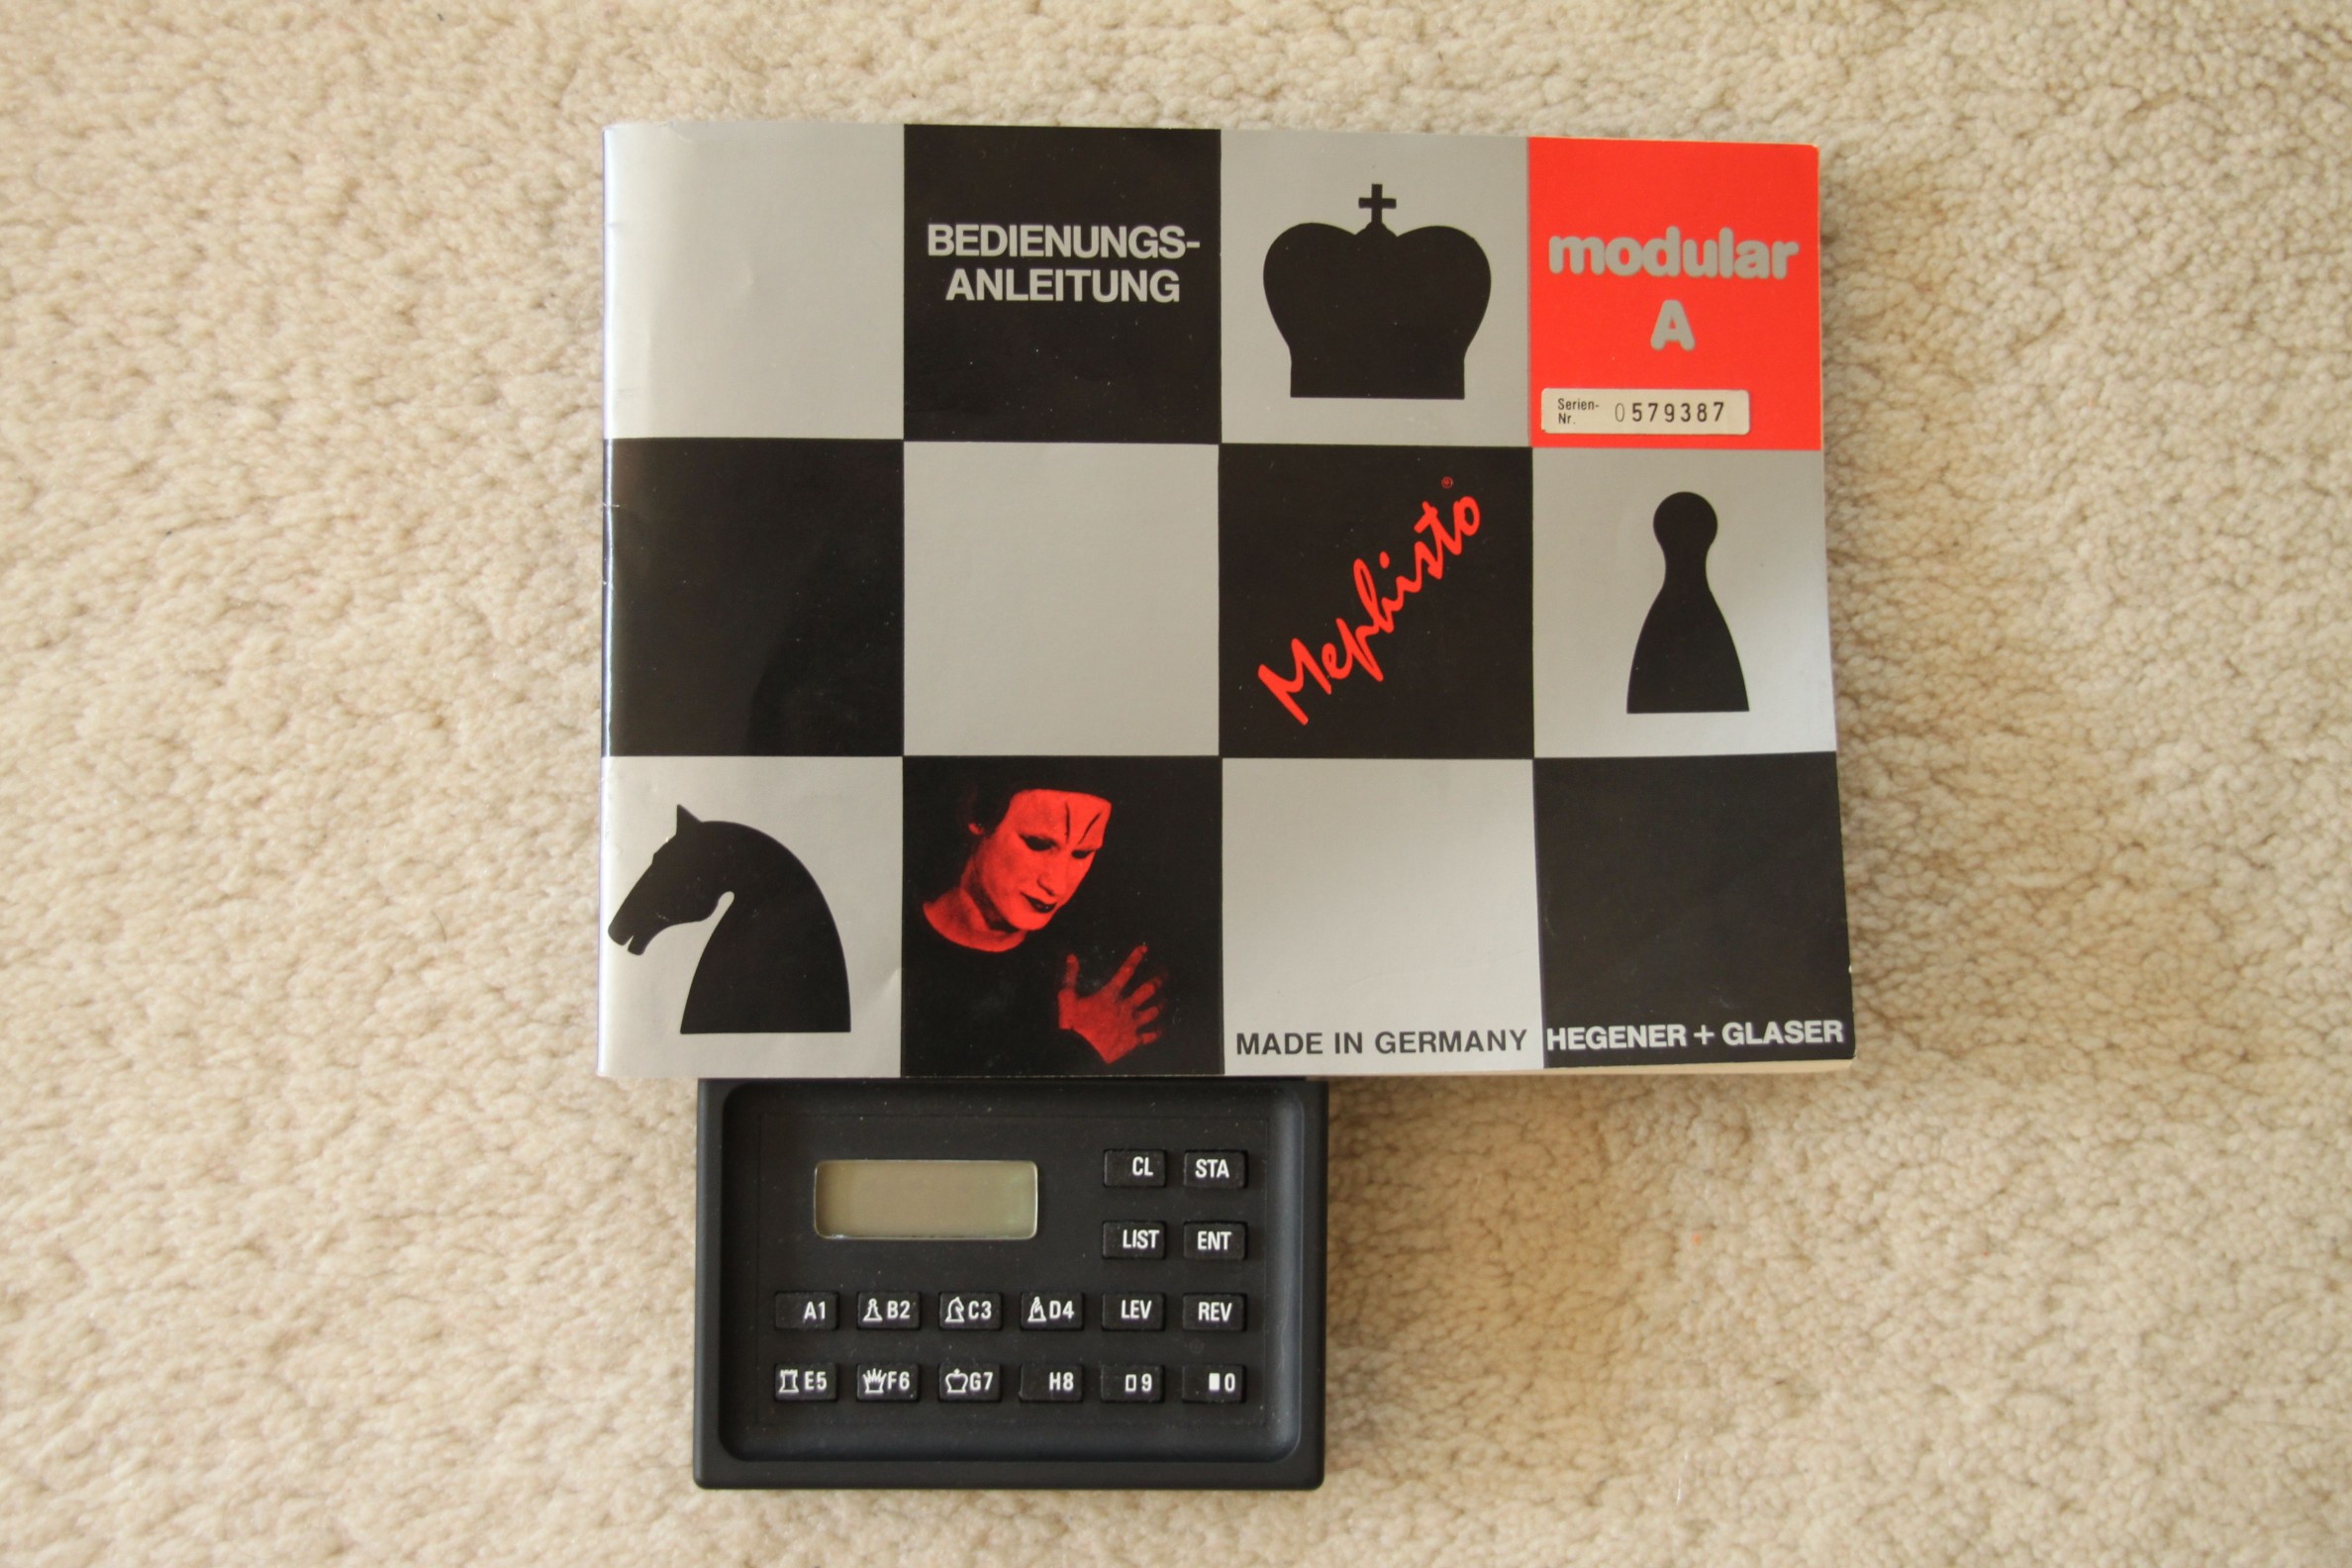 BEDIENUNGS-
ANLEITUNG
modular
A
Serien-
Nr. 0579387
Mephisto®
MADE IN GERMANY
HEGENER + GLASER
CL STA
LIST ENT
A1 B2 C3 D4 LEV REV
E5 F6 G7 H8 9 0